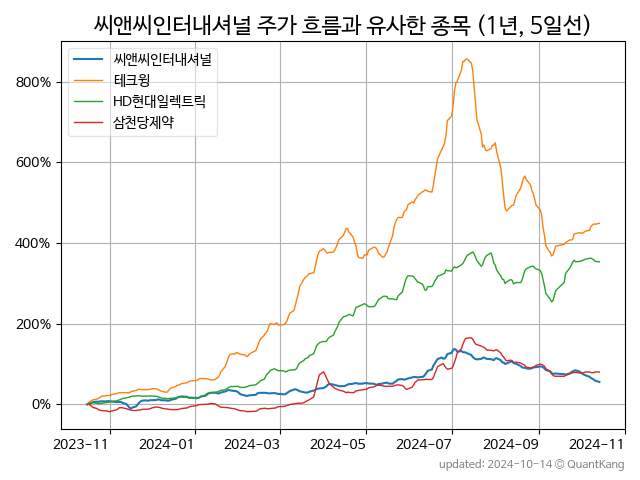 씨앤씨인터내셔널 주가 흐름과 유사한 종목 (1년, 5일선)
씨앤씨인터내셔널
테크윙
HD현대일렉트릭
삼천당제약
800%
600%
400%
200%
0%
2023-11 2024-01 2024-03 2024-05 2024-07 2024-09 2024-11
updated: 2024-10-14 @ QuantKang